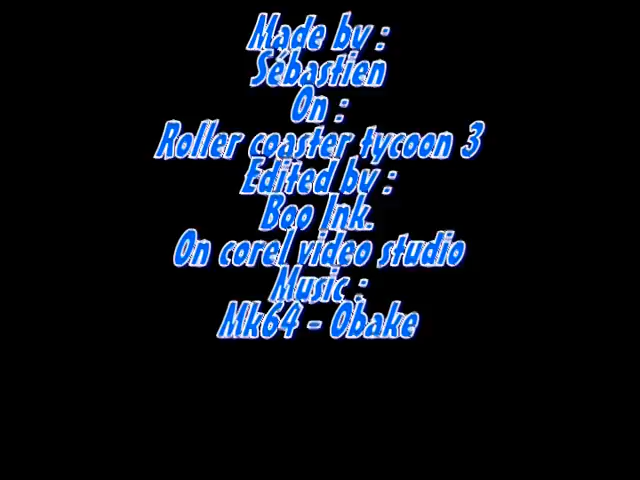 Made by :
Sébastien
On :
Roller coaster tycoon 3
Edited by :
Boo Ink.
On corel video studio
Music :
Mk64 - Obake